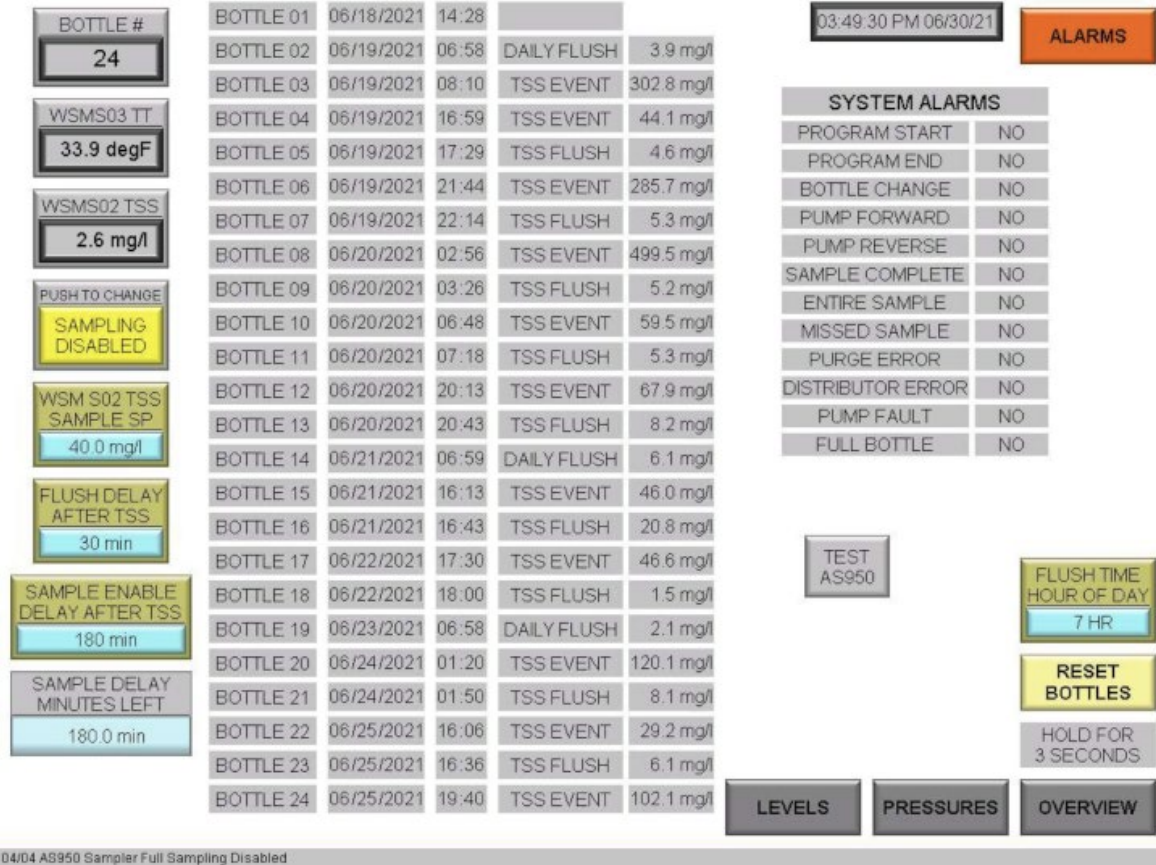 BOTTLE #
24
WSMS03 TT
33.9 degF
WSMS02 TSS
2.6 mg/l
PUSH TO CHANGE
SAMPLING
DISABLED
WSM S02 TSS
SAMPLE SP
40.0 mg/l
FLUSH DELAY
AFTER TSS
30 min
SAMPLE ENABLE
DELAY AFTER TSS
180 min
SAMPLE DELAY
MINUTES LEFT
180.0 min
BOTTLE 01 06/18/2021 14:28
BOTTLE 02 06/19/2021 06:58 DAILY FLUSH 3.9 mg/l
BOTTLE 03 06/19/2021 08:10 TSS EVENT 302.8 mg/l
BOTTLE 04 06/19/2021 16:59 TSS EVENT 44.1 mg/l
BOTTLE 05 06/19/2021 17:29 TSS FLUSH 4.6 mg/l
BOTTLE 06 06/19/2021 21:44 TSS EVENT 285.7 mg/l
BOTTLE 07 06/19/2021 22:14 TSS FLUSH 5.3 mg/l
BOTTLE 08 06/20/2021 02:56 TSS EVENT 499.5 mg/l
BOTTLE 09 06/20/2021 03:26 TSS FLUSH 5.2 mg/l
BOTTLE 10 06/20/2021 06:48 TSS EVENT 59.5 mg/l
BOTTLE 11 06/20/2021 07:18 TSS FLUSH 5.3 mg/l
BOTTLE 12 06/20/2021 20:13 TSS EVENT 67.9 mg/l
BOTTLE 13 06/20/2021 20:43 TSS FLUSH 8.2 mg/l
BOTTLE 14 06/21/2021 06:59 DAILY FLUSH 6.1 mg/l
BOTTLE 15 06/21/2021 16:13 TSS EVENT 46.0 mg/l
BOTTLE 16 06/21/2021 16:43 TSS FLUSH 20.8 mg/l
BOTTLE 17 06/22/2021 17:30 TSS EVENT 46.6 mg/l
BOTTLE 18 06/22/2021 18:00 TSS FLUSH 1.5 mg/l
BOTTLE 19 06/23/2021 06:58 DAILY FLUSH 2.1 mg/l
BOTTLE 20 06/24/2021 01:20 TSS EVENT 120.1 mg/l
BOTTLE 21 06/24/2021 01:50 TSS FLUSH 8.1 mg/l
BOTTLE 22 06/25/2021 16:06 TSS EVENT 29.2 mg/l
BOTTLE 23 06/25/2021 16:36 TSS FLUSH 6.1 mg/l
BOTTLE 24 06/25/2021 19:40 TSS EVENT 102.1 mg/l
03:49:30 PM 06/30/21
ALARMS
SYSTEM ALARMS
PROGRAM START NO
PROGRAM END NO
BOTTLE CHANGE NO
PUMP FORWARD NO
PUMP REVERSE NO
SAMPLE COMPLETE NO
ENTIRE SAMPLE NO
MISSED SAMPLE NO
PURGE ERROR NO
DISTRIBUTOR ERROR NO
PUMP FAULT NO
FULL BOTTLE NO
TEST
AS950
FLUSH TIME
HOUR OF DAY
7 HR
RESET
BOTTLES
HOLD FOR
3 SECONDS
LEVELS
PRESSURES
OVERVIEW
04/04 AS950 Sampler Full Sampling Disabled